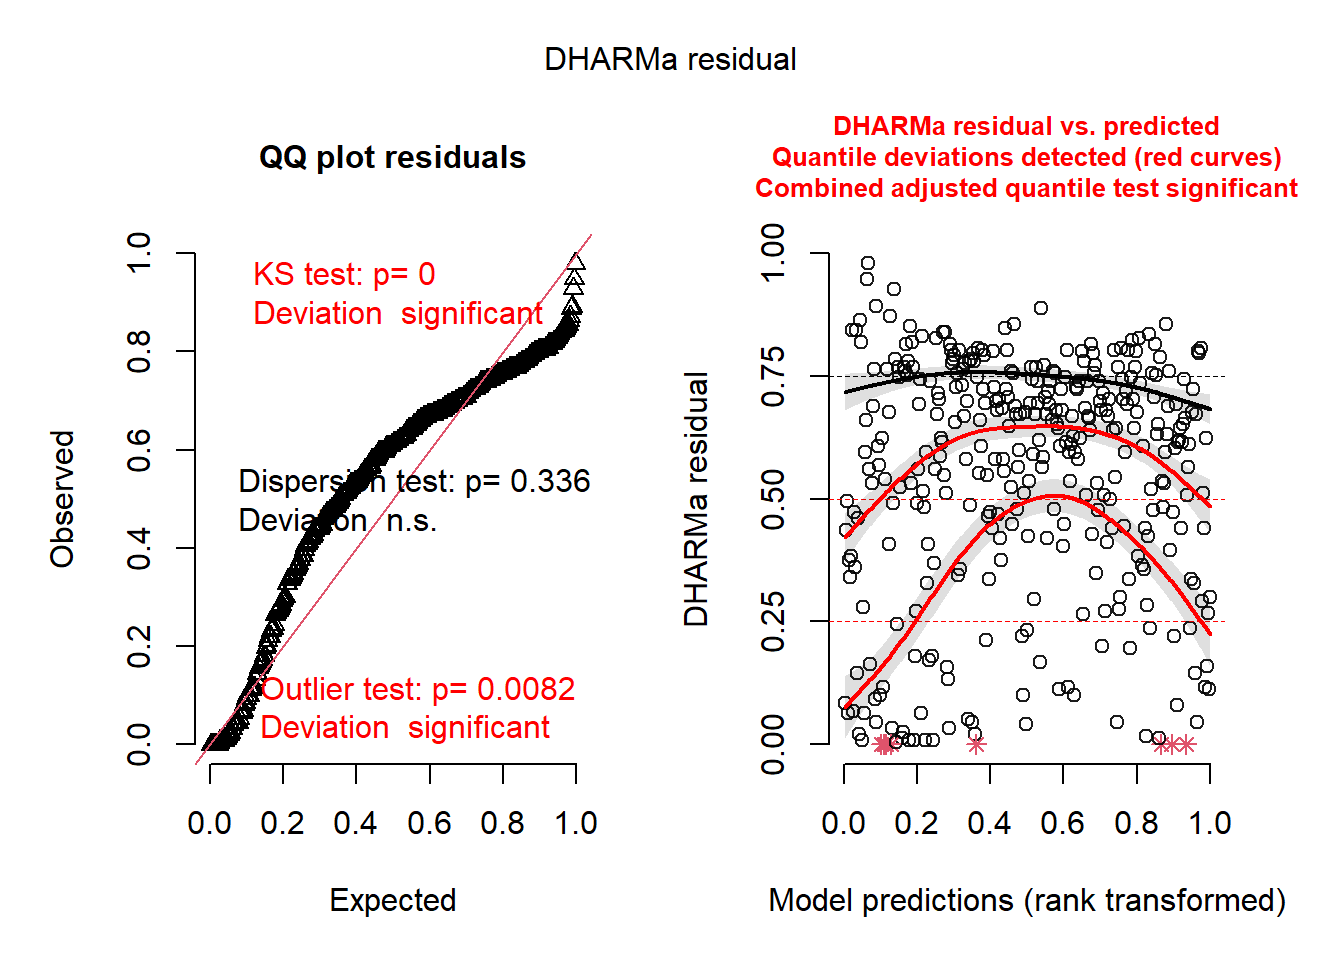 DHARMa residual
QQ plot residuals
KS test: p= 0
Deviation  significant
Dispersion test: p= 0.336
Deviation  n.s.
Outlier test: p= 0.0082
Deviation  significant
Observed
0.0 0.2 0.4 0.6 0.8 1.0
0.0 0.2 0.4 0.6 0.8 1.0
Expected
DHARMa residual vs. predicted
Quantile deviations detected (red curves)
Combined adjusted quantile test significant
DHARMa residual
0.00 0.25 0.50 0.75 1.00
0.0 0.2 0.4 0.6 0.8 1.0
Model predictions (rank transformed)